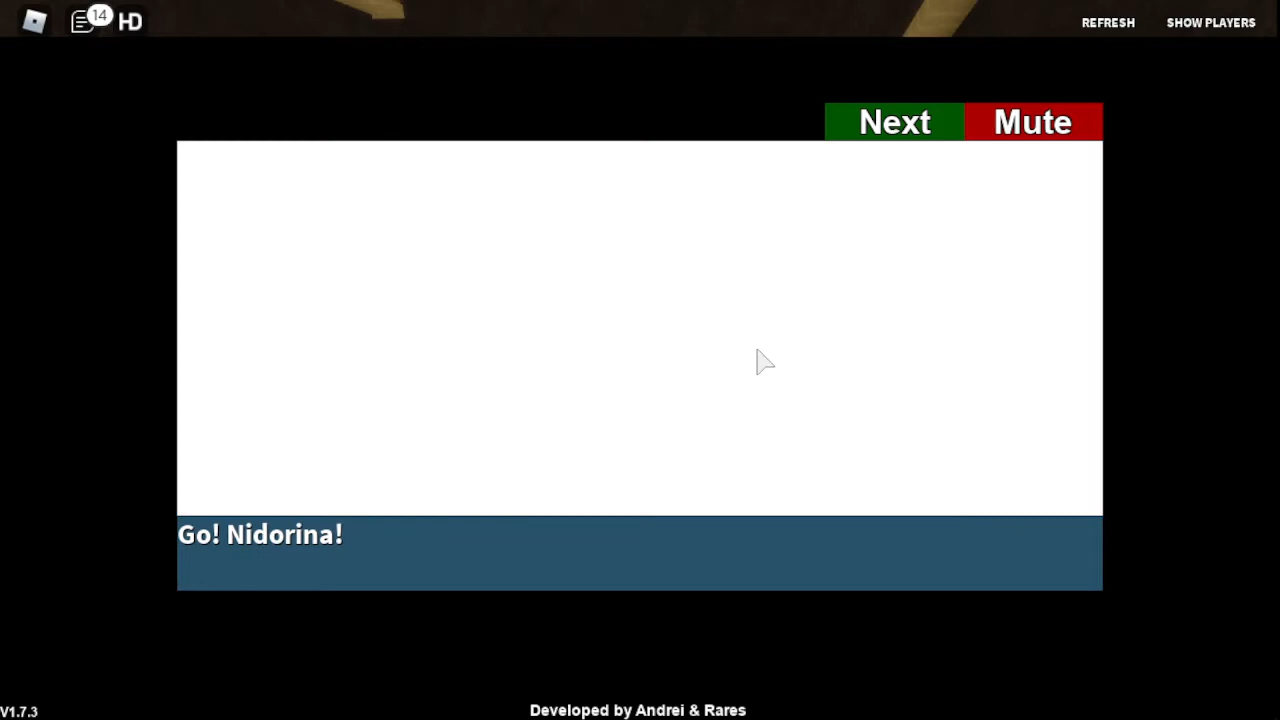 14
HD
REFRESH
SHOW PLAYERS
Next
Mute
Go! Nidorina!
V1.7.3
Developed by Andrei & Rares